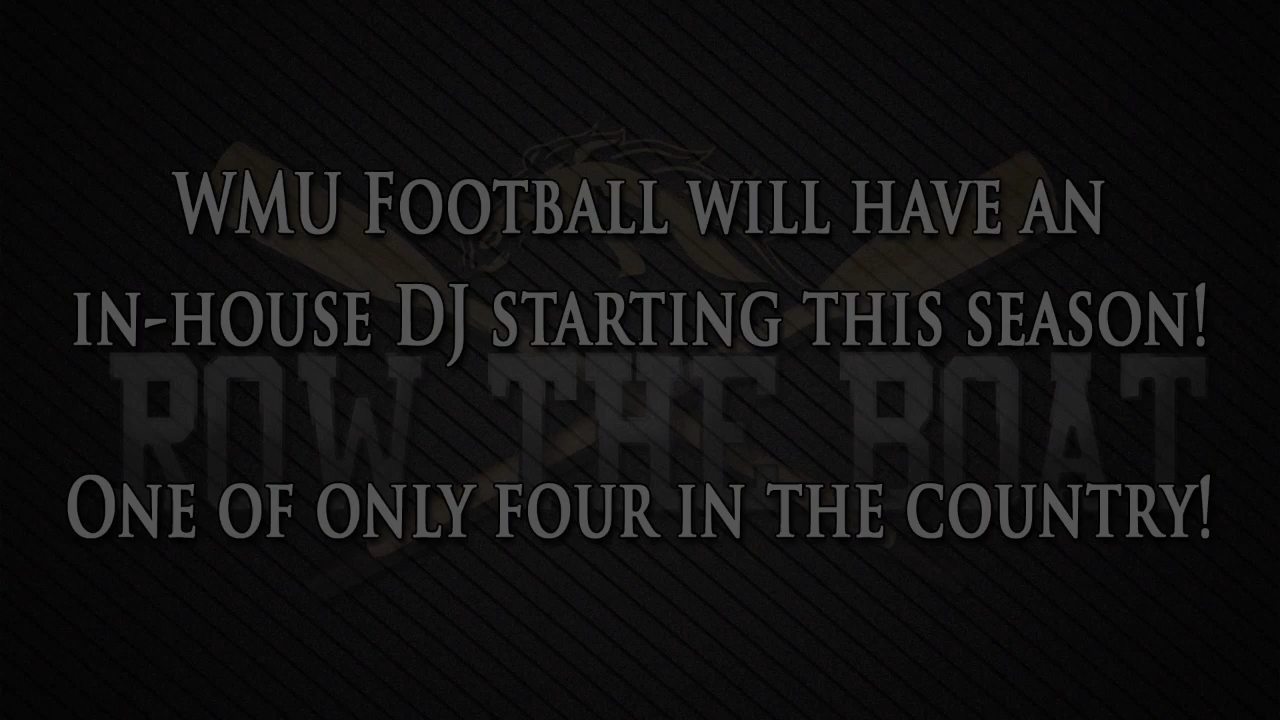 WMU Football will have an
in-house DJ starting this season!
ROW THE BOAT
One of only four in the country!